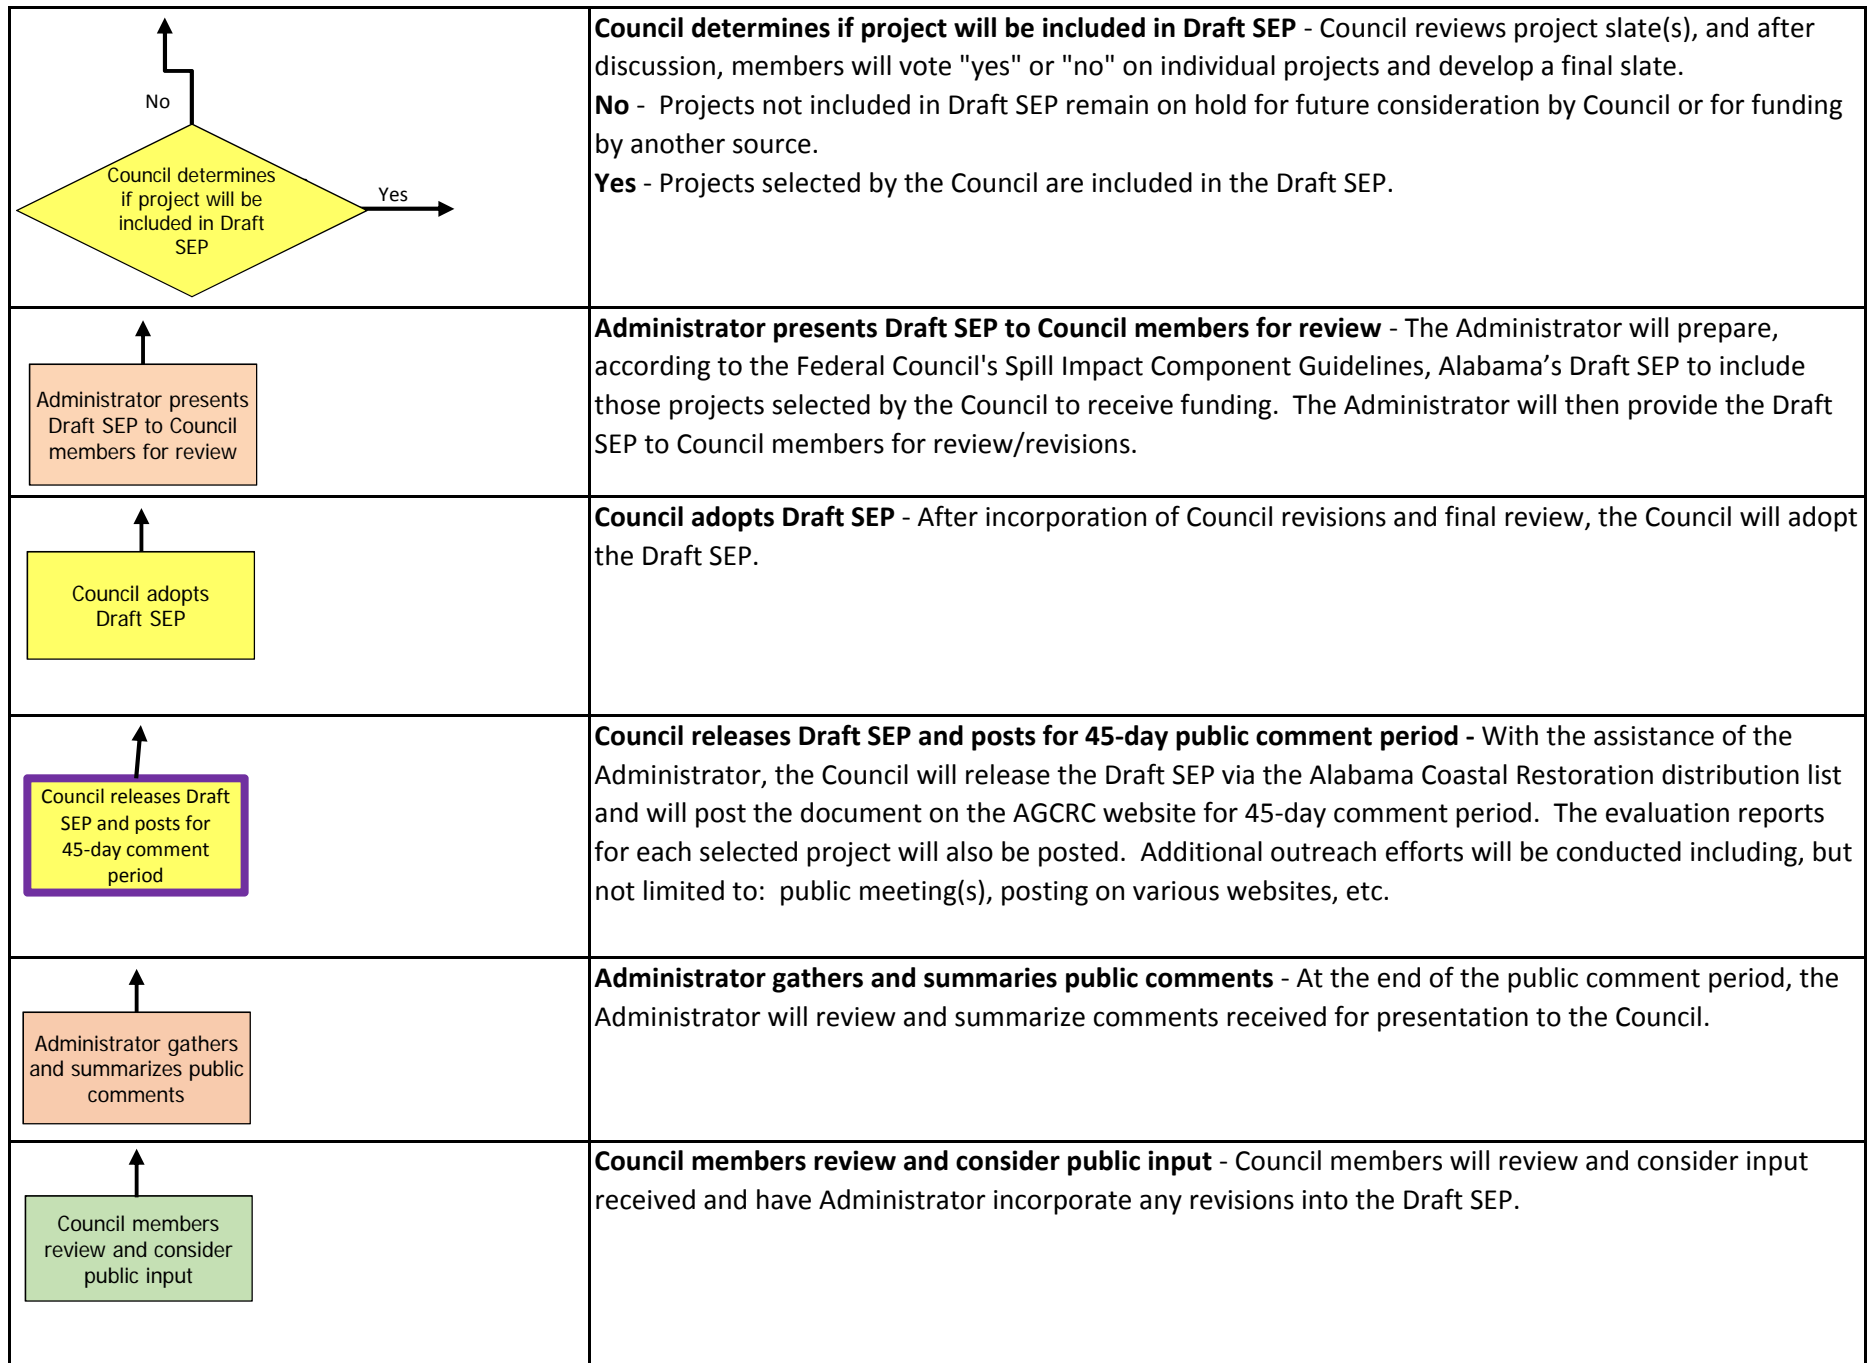 No
Council determines
if project will be
included in Draft
SEP
Yes
Council determines if project will be included in Draft SEP - Council reviews project slate(s), and after
discussion, members will vote "yes" or "no" on individual projects and develop a final slate.
No -  Projects not included in Draft SEP remain on hold for future consideration by Council or for funding
by another source.
Yes - Projects selected by the Council are included in the Draft SEP.
Administrator presents
Draft SEP to Council
members for review
Administrator presents Draft SEP to Council members for review - The Administrator will prepare,
according to the Federal Council's Spill Impact Component Guidelines, Alabama’s Draft SEP to include
those projects selected by the Council to receive funding.  The Administrator will then provide the Draft
SEP to Council members for review/revisions.
Council adopts
Draft SEP
Council adopts Draft SEP - After incorporation of Council revisions and final review, the Council will adopt
the Draft SEP.
Council releases Draft
SEP and posts for
45-day comment
period
Council releases Draft SEP and posts for 45-day public comment period - With the assistance of the
Administrator, the Council will release the Draft SEP via the Alabama Coastal Restoration distribution list
and will post the document on the AGCRC website for 45-day comment period.  The evaluation reports
for each selected project will also be posted.  Additional outreach efforts will be conducted including, but
not limited to:  public meeting(s), posting on various websites, etc.
Administrator gathers
and summarizes public
comments
Administrator gathers and summaries public comments - At the end of the public comment period, the
Administrator will review and summarize comments received for presentation to the Council.
Council members
review and consider
public input
Council members review and consider public input - Council members will review and consider input
received and have Administrator incorporate any revisions into the Draft SEP.